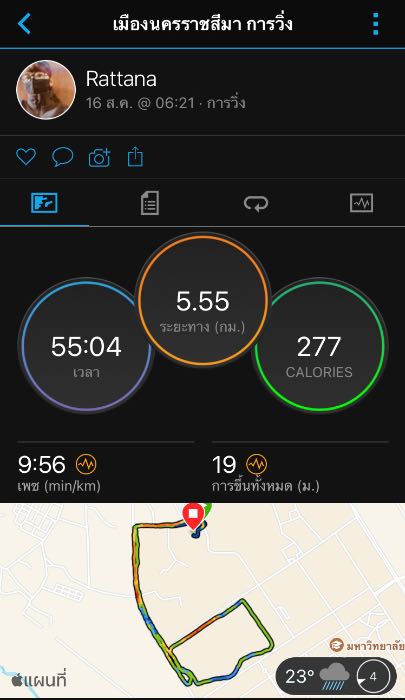 เมืองนครราชสีมา การวิ่ง
Rattana
16 ส.ค. @ 06:21 · การวิ่ง
5.55
ระยะทาง (กม.)
55:04
เวลา
277
CALORIES
9:56
เพซ (min/km)
19
การขึ้นทั้งหมด (ม.)
มหาวิทยาลัย
แผนที่
23°
4